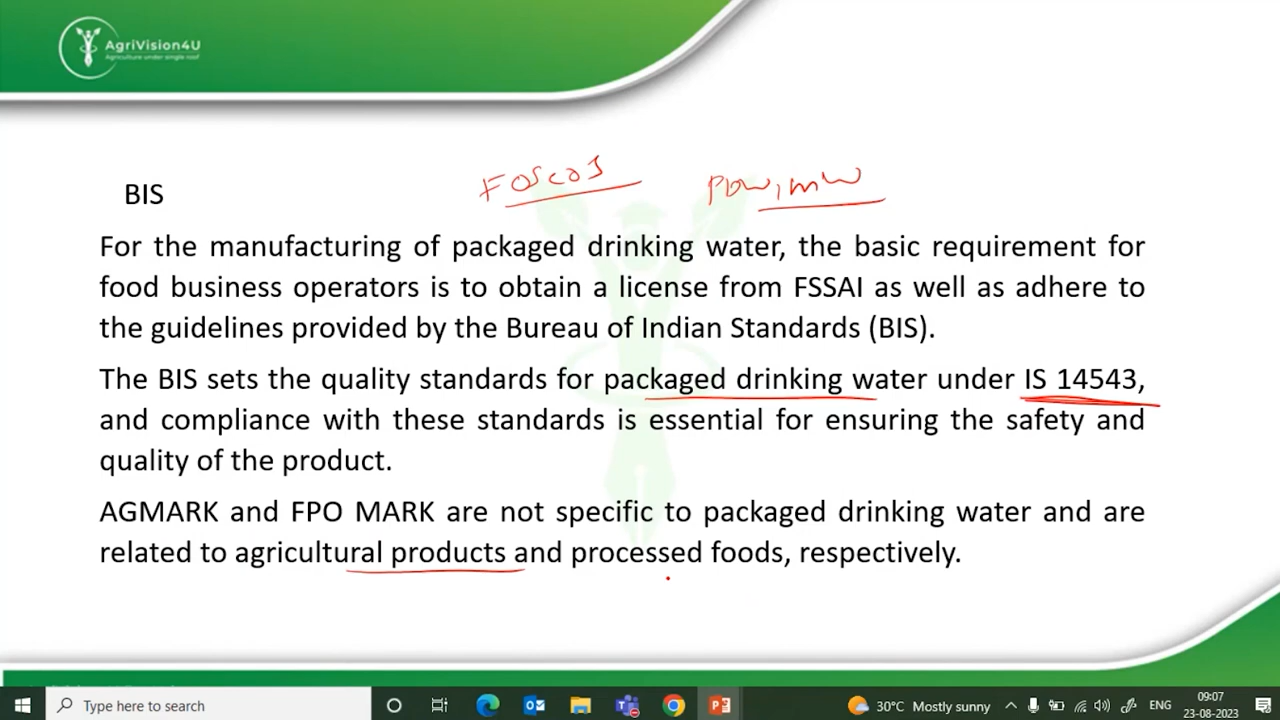 AgriVision4U
Agriculture under single roof
FOSCOS
PDW, MW
BIS
For the manufacturing of packaged drinking water, the basic requirement for
food business operators is to obtain a license from FSSAI as well as adhere to
the guidelines provided by the Bureau of Indian Standards (BIS).
The BIS sets the quality standards for packaged drinking water under IS 14543,
and compliance with these standards is essential for ensuring the safety and
quality of the product.
AGMARK and FPO MARK are not specific to packaged drinking water and are
related to agricultural products and processed foods, respectively.
Type here to search
30°C Mostly sunny
ENG
09:07
23-08-2023